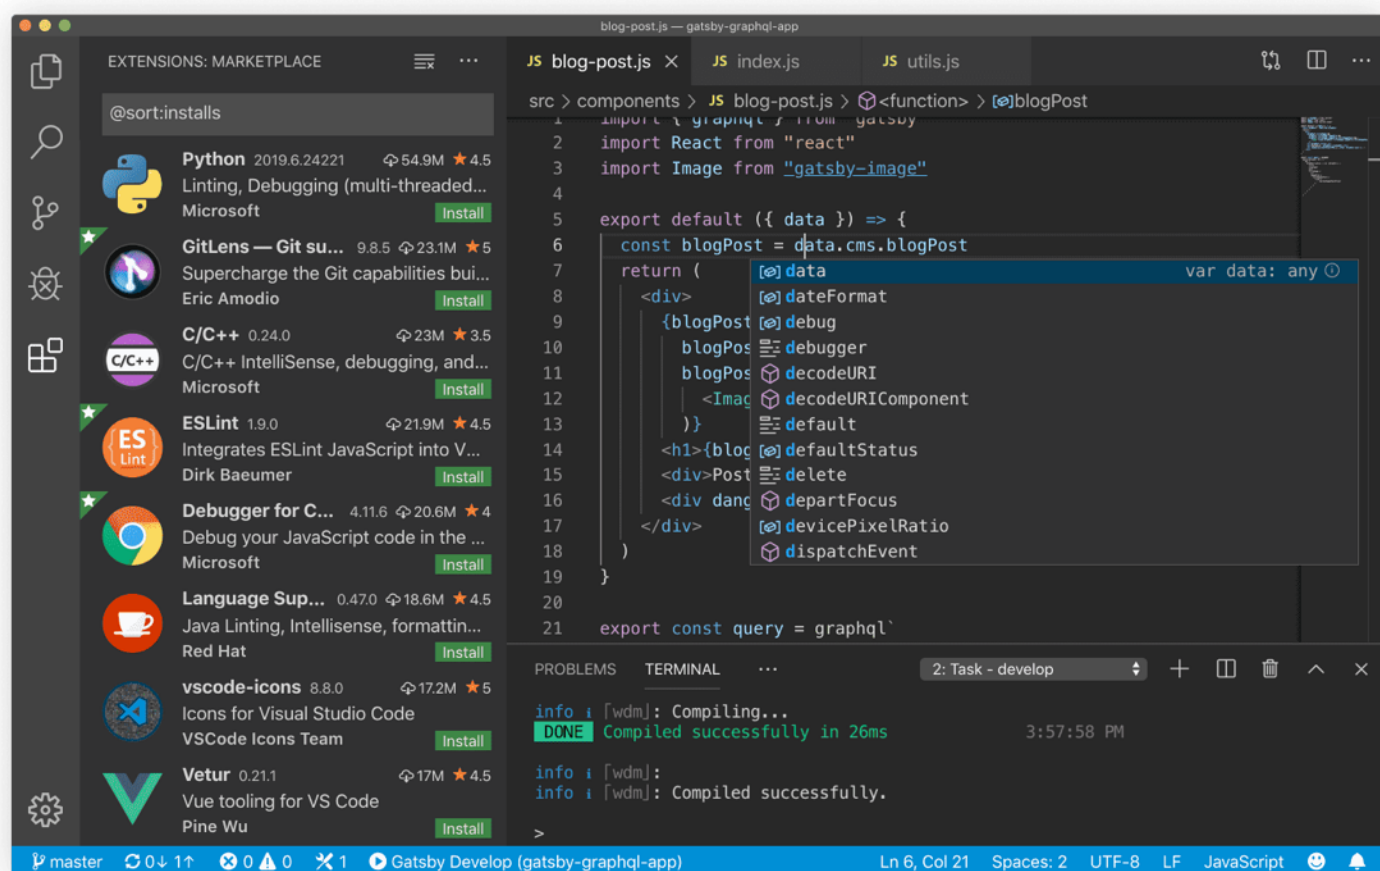 blog-post.js — gatsby-graphql-app
EXTENSIONS: MARKETPLACE
@sort:installs
Python 2019.6.24221 54.9M 4.5
Linting, Debugging (multi-threaded...
Microsoft Install
GitLens — Git su... 9.8.5 23.1M 5
Supercharge the Git capabilities bui...
Eric Amodio Install
C/C++
C/C++ 0.24.0 23M 3.5
C/C++ IntelliSense, debugging, and...
Microsoft Install
ES
Lint
ESLint 1.9.0 21.9M 4.5
Integrates ESLint JavaScript into V...
Dirk Baeumer Install
Debugger for C... 4.11.6 20.6M 4
Debug your JavaScript code in the ...
Microsoft Install
Language Sup... 0.47.0 18.6M 4.5
Java Linting, Intellisense, formattin...
Red Hat Install
vscode-icons 8.8.0 17.2M 5
Icons for Visual Studio Code
VSCode Icons Team Install
Vetur 0.21.1 17M 4.5
Vue tooling for VS Code
Pine Wu Install
JS blog-post.js JS index.js JS utils.js
src > components > JS blog-post.js > <function> > blogPost
1 import { graphql } from "gatsby"
2 import React from "react"
3 import Image from "gatsby-image"
4
5 export default ({ data }) => {
6 const blogPost = data.cms.blogPost
7 return (
8 <div>
9 {blogPost
10 blogPos
11 blogPos
12 <Imag
13 )}
14 <h1>{blog
15 <div>Post
16 <div dang
17 </div>
18 )
19 }
20
21 export const query = graphql`
data var data: any
dateFormat
debug
debugger
decodeURI
decodeURIComponent
default
defaultStatus
delete
departFocus
devicePixelRatio
dispatchEvent
PROBLEMS TERMINAL ... 2: Task - develop
info i ｢wdm｣: Compiling...
DONE Compiled successfully in 26ms 3:57:58 PM
info i ｢wdm｣:
info i ｢wdm｣: Compiled successfully.
>
master 0↓ 1↑ 0 0 1 Gatsby Develop (gatsby-graphql-app) Ln 6, Col 21 Spaces: 2 UTF-8 LF JavaScript